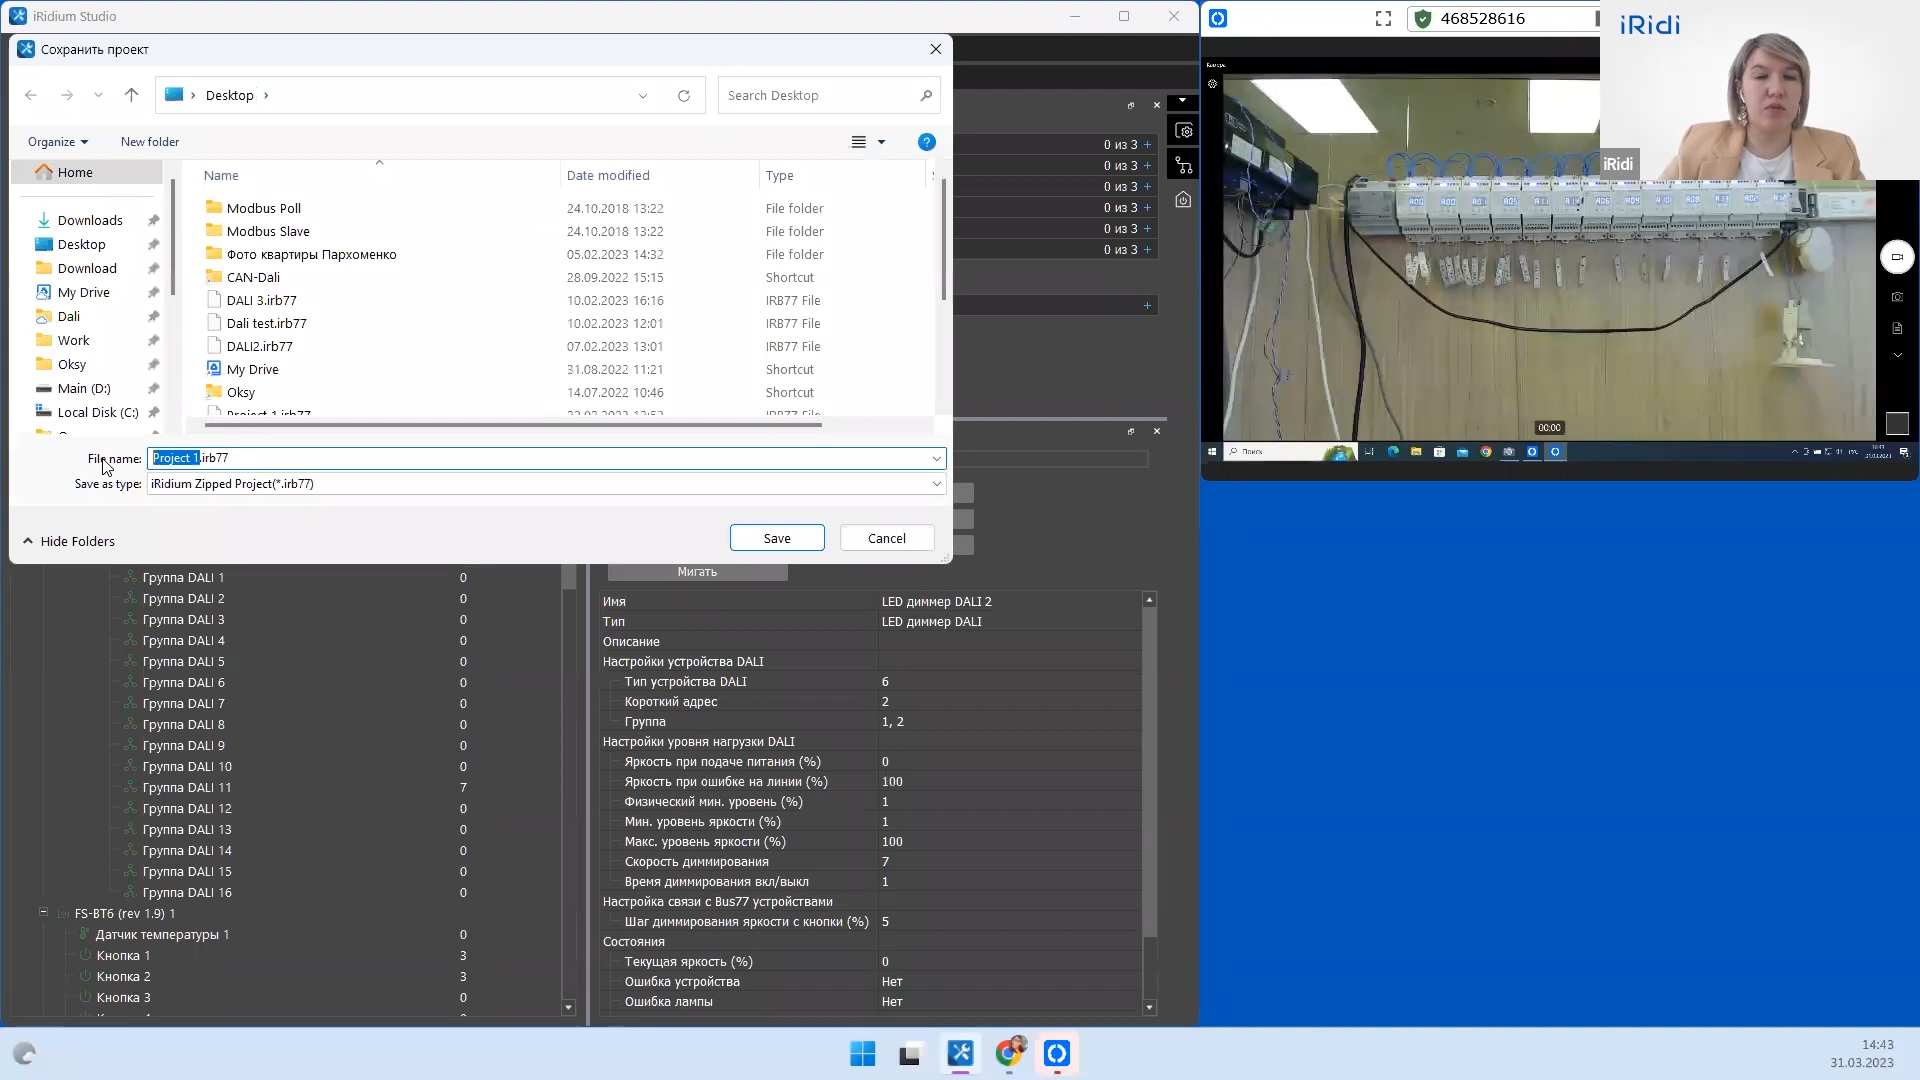 iRidium Studio
Сохранить проект
Desktop
Search Desktop
Organize
New folder
Home
Downloads
Desktop
Download
My Drive
Dali
Work
Oksy
Main (D:)
Local Disk (C:)
Name
Date modified
Type
Modbus Poll 24.10.2018 13:22 File folder
Modbus Slave 24.10.2018 13:22 File folder
Фото квартиры Пархоменко 05.02.2023 14:32 File folder
CAN-Dali 28.09.2022 15:15 Shortcut
DALI 3.irb77 10.02.2023 16:16 IRB77 File
Dali test.irb77 10.02.2023 12:01 IRB77 File
DALI2.irb77 07.02.2023 13:01 IRB77 File
My Drive 31.08.2022 11:21 Shortcut
Oksy 14.07.2022 10:46 Shortcut
File name: Project 1.irb77
Save as type: iRidium Zipped Project(*.irb77)
Hide Folders
Save
Cancel
0 из 3 +
0 из 3 +
0 из 3 +
0 из 3 +
0 из 3 +
0 из 3 +
+
Группа DALI 1 0
Группа DALI 2 0
Группа DALI 3 0
Группа DALI 4 0
Группа DALI 5 0
Группа DALI 6 0
Группа DALI 7 0
Группа DALI 8 0
Группа DALI 9 0
Группа DALI 10 0
Группа DALI 11 7
Группа DALI 12 0
Группа DALI 13 0
Группа DALI 14 0
Группа DALI 15 0
Группа DALI 16 0
FS-BT6 (rev 1.9) 1
Датчик температуры 1 0
Кнопка 1 3
Кнопка 2 3
Кнопка 3 0
Мигать
Имя LED диммер DALI 2
Тип LED диммер DALI
Описание
Настройки устройства DALI
Тип устройства DALI 6
Короткий адрес 2
Группа 1, 2
Настройки уровня нагрузки DALI
Яркость при подаче питания (%) 0
Яркость при ошибке на линии (%) 100
Физический мин. уровень (%) 1
Мин. уровень яркости (%) 1
Макс. уровень яркости (%) 100
Скорость диммирования 7
Время диммирования вкл/выкл 1
Настройка связи с Bus77 устройствами
Шаг диммирования яркости с кнопки (%) 5
Состояния
Текущая яркость (%) 0
Ошибка устройства Нет
Ошибка лампы Нет
468528616
iRidi
iRidi
Камера
00:00
Поиск
14:43
31.03.2023